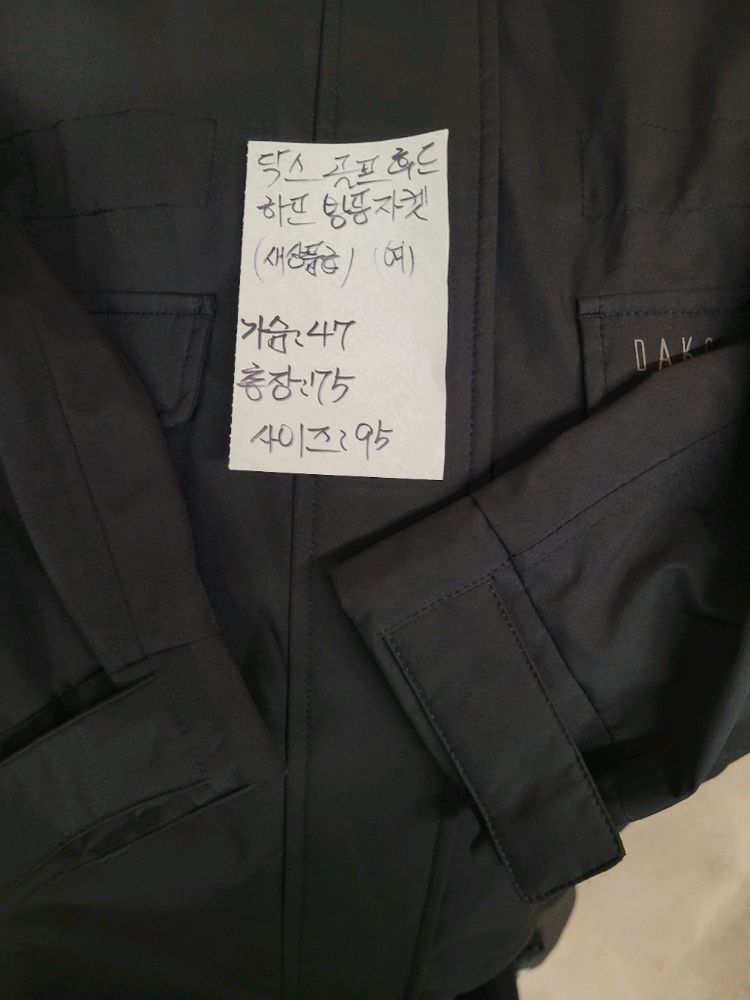 닥스 골프 후드
하프 방풍자켓
(새상품급) (여)
가슴:47
총장:75
사이즈:95
DAK